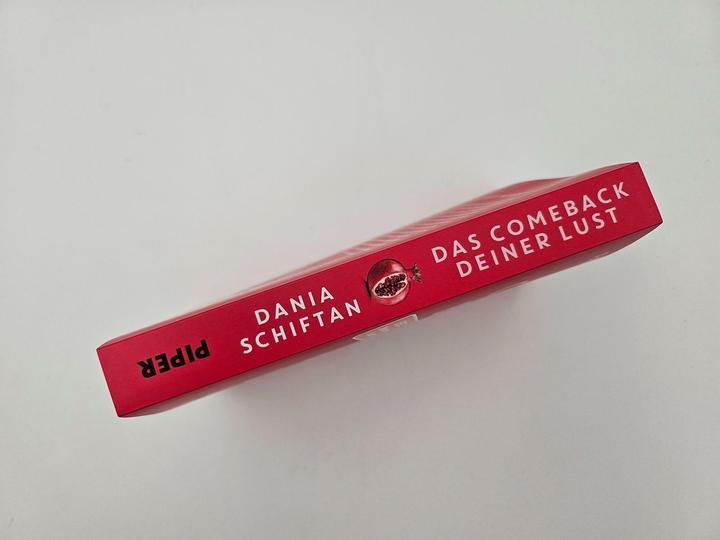 PIPER
DANIA
SCHIFTAN
DAS COMEBACK
DEINER LUST